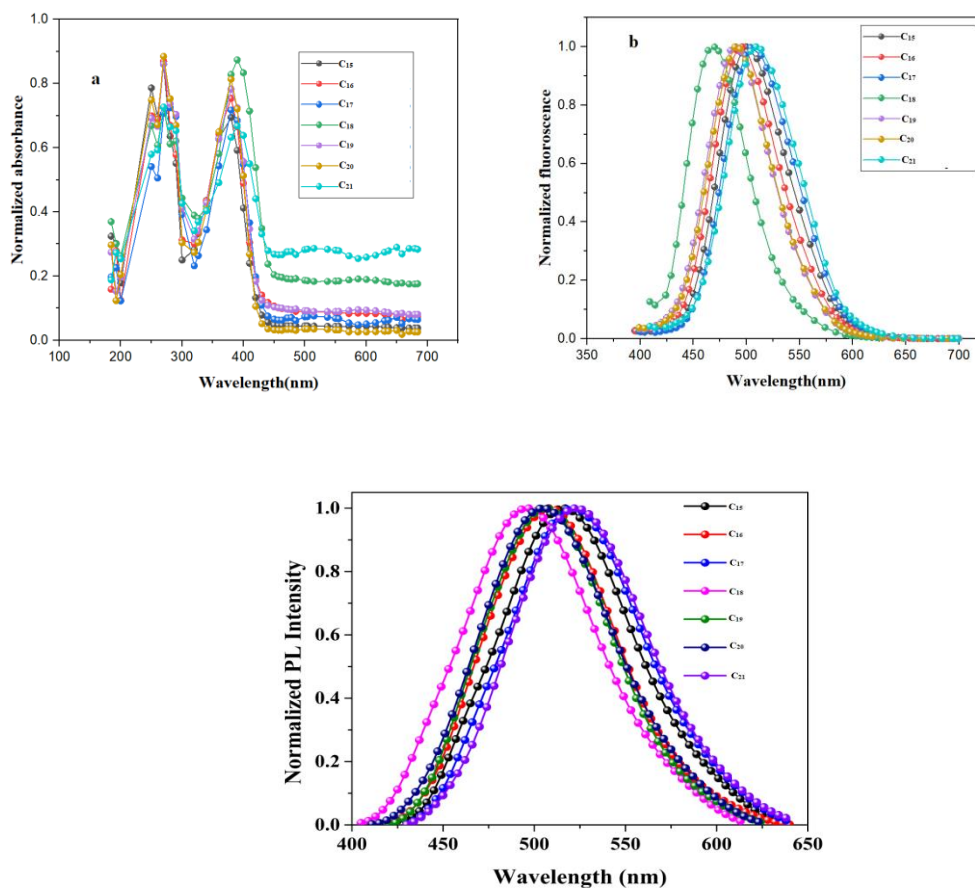 a
Normalized absorbance
1.0
0.8
0.6
0.4
0.2
0.0
100 200 300 400 500 600 700
Wavelength(nm)
C15
C16
C17
C18
C19
C20
C21
b
Normalized fluoroscence
1.0
0.8
0.6
0.4
0.2
0.0
350 400 450 500 550 600 650 700
Wavelength(nm)
C15
C16
C17
C18
C19
C20
C21
Normalized PL Intensity
1.0
0.8
0.6
0.4
0.2
0.0
400 450 500 550 600 650
Wavelength (nm)
C15
C16
C17
C18
C19
C20
C21